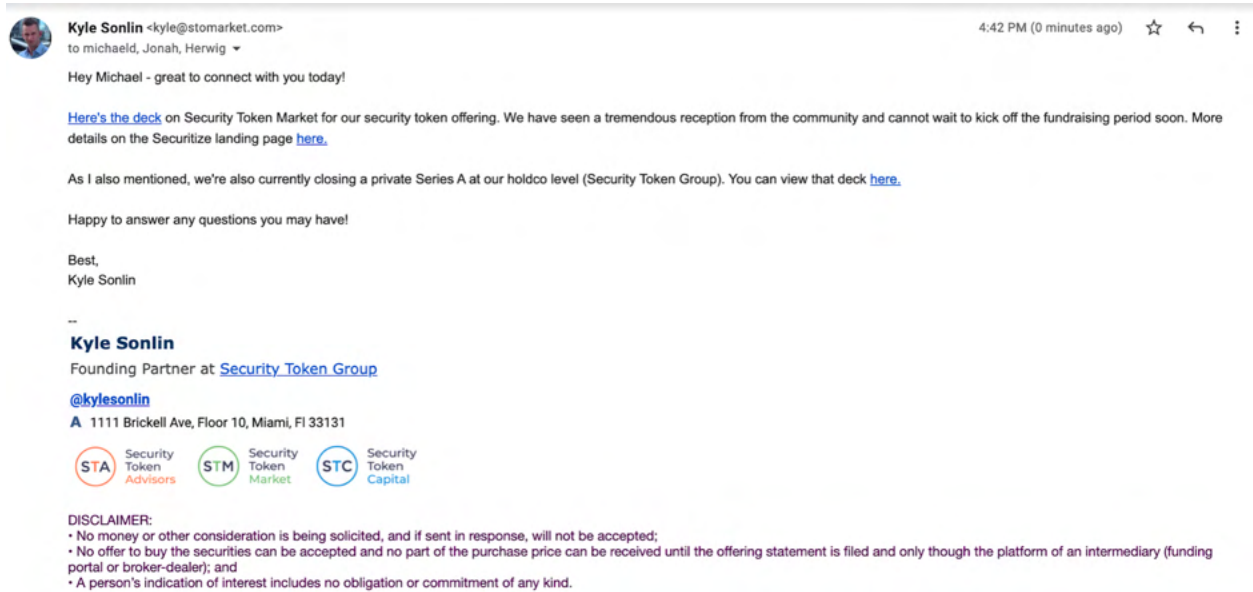 Kyle Sonlin <kyle@stomarket.com>
4:42 PM (0 minutes ago)
to michaeld, Jonah, Herwig
Hey Michael - great to connect with you today!
Here's the deck on Security Token Market for our security token offering. We have seen a tremendous reception from the community and cannot wait to kick off the fundraising period soon. More
details on the Securitize landing page here.
As I also mentioned, we're also currently closing a private Series A at our holdco level (Security Token Group). You can view that deck here.
Happy to answer any questions you may have!
Best,
Kyle Sonlin
--
Kyle Sonlin
Founding Partner at Security Token Group
@kylesonlin
A 1111 Brickell Ave, Floor 10, Miami, Fl 33131
STA Security Token Advisors
STM Security Token Market
STC Security Token Capital
DISCLAIMER:
• No money or other consideration is being solicited, and if sent in response, will not be accepted;
• No offer to buy the securities can be accepted and no part of the purchase price can be received until the offering statement is filed and only though the platform of an intermediary (funding
portal or broker-dealer); and
• A person's indication of interest includes no obligation or commitment of any kind.